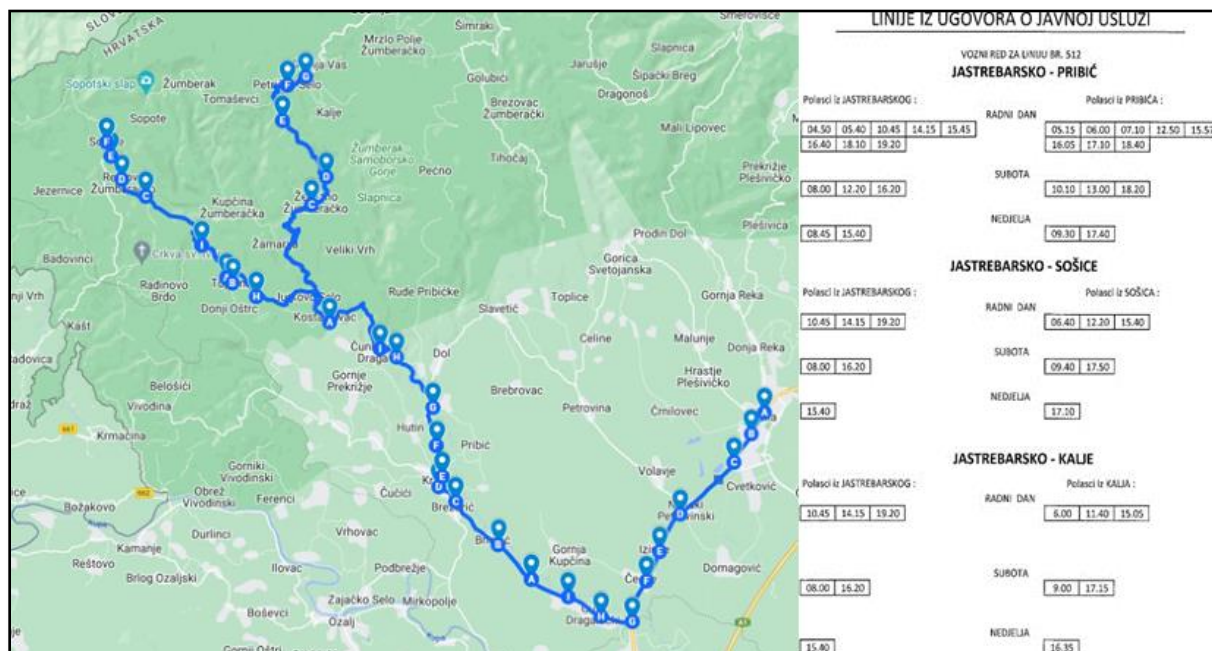 SLOV
HRVATSKA
Sopotski slap
Žumberak
Tomaševci
Kalje
Sopote
Jezernice
Žumberačko
Kupčina
Žumberačka
Badovinci
Radinovo
Brdo
Žamarija
Donji Oštrc
Kašt
Mrzlo Polje
Žumberačko
Šimraki
Smerovišće
Slapnica
Jarušje
Šipački Breg
Golubići
Dragonoš
Brezovac
Žumberački
Mali Lipovec
Tihočaj
Žumberak
Samoborsko
Gorje
Pećno
Slapnica
Prekrižje
Plešivičko
Plešivica
Veliki Vrh
Prodin Dol
Gorica
Svetojanska
Rude Pribićke
Toplice
Gornja Reka
Slavetić
Celine
Malunje
Donja Reka
Dol
Gornje
Prekrižje
Hrastje
Plešivičko
Belošići
Vivodina
Brebrovac
Petrovina
Črnilovec
Krmačina
Hutin
Pribić
Volavje
Cvetković
Gorniki
Vivodinski
Čučići
Obrež
Vivodinski
Ferenci
Božakovo
Vrhovac
Durlinci
Kamanje
Reštovo
Ilovac
Podbrežje
Gornja
Kupčina
Domagović
Brlog Ozaljski
Zajačko Selo
Mirkopolje
Boševci
Ozalj
Kupa
A1
LINIJE IZ UGOVORA O JAVNOJ USLUZI
VOZNI RED ZA LINIJU BR. 512
JASTREBARSKO - PRIBIĆ
Polasci iz JASTREBARSKOG :
Polasci iz PRIBIĆA :
RADNI DAN
04.50 05.40 10.45 14.15 15.45
16.40 18.10 19.20
05.15 06.00 07.10 12.50 15.57
16.05 17.10 18.40
SUBOTA
08.00 12.20 16.20
10.10 13.00 18.20
NEDJELJA
08.45 15.40
09.30 17.40
JASTREBARSKO - SOŠICE
Polasci iz JASTREBARSKOG :
Polasci iz SOŠICA :
RADNI DAN
10.45 14.15 19.20
06.40 12.20 15.40
SUBOTA
08.00 16.20
09.40 17.50
NEDJELJA
15.40
17.10
JASTREBARSKO - KALJE
Polasci iz JASTREBARSKOG :
Polasci iz KALJA :
RADNI DAN
10.45 14.15 19.20
6.00 11.40 15.05
SUBOTA
08.00 16.20
9.00 17.15
NEDJELJA
15.40
16.35